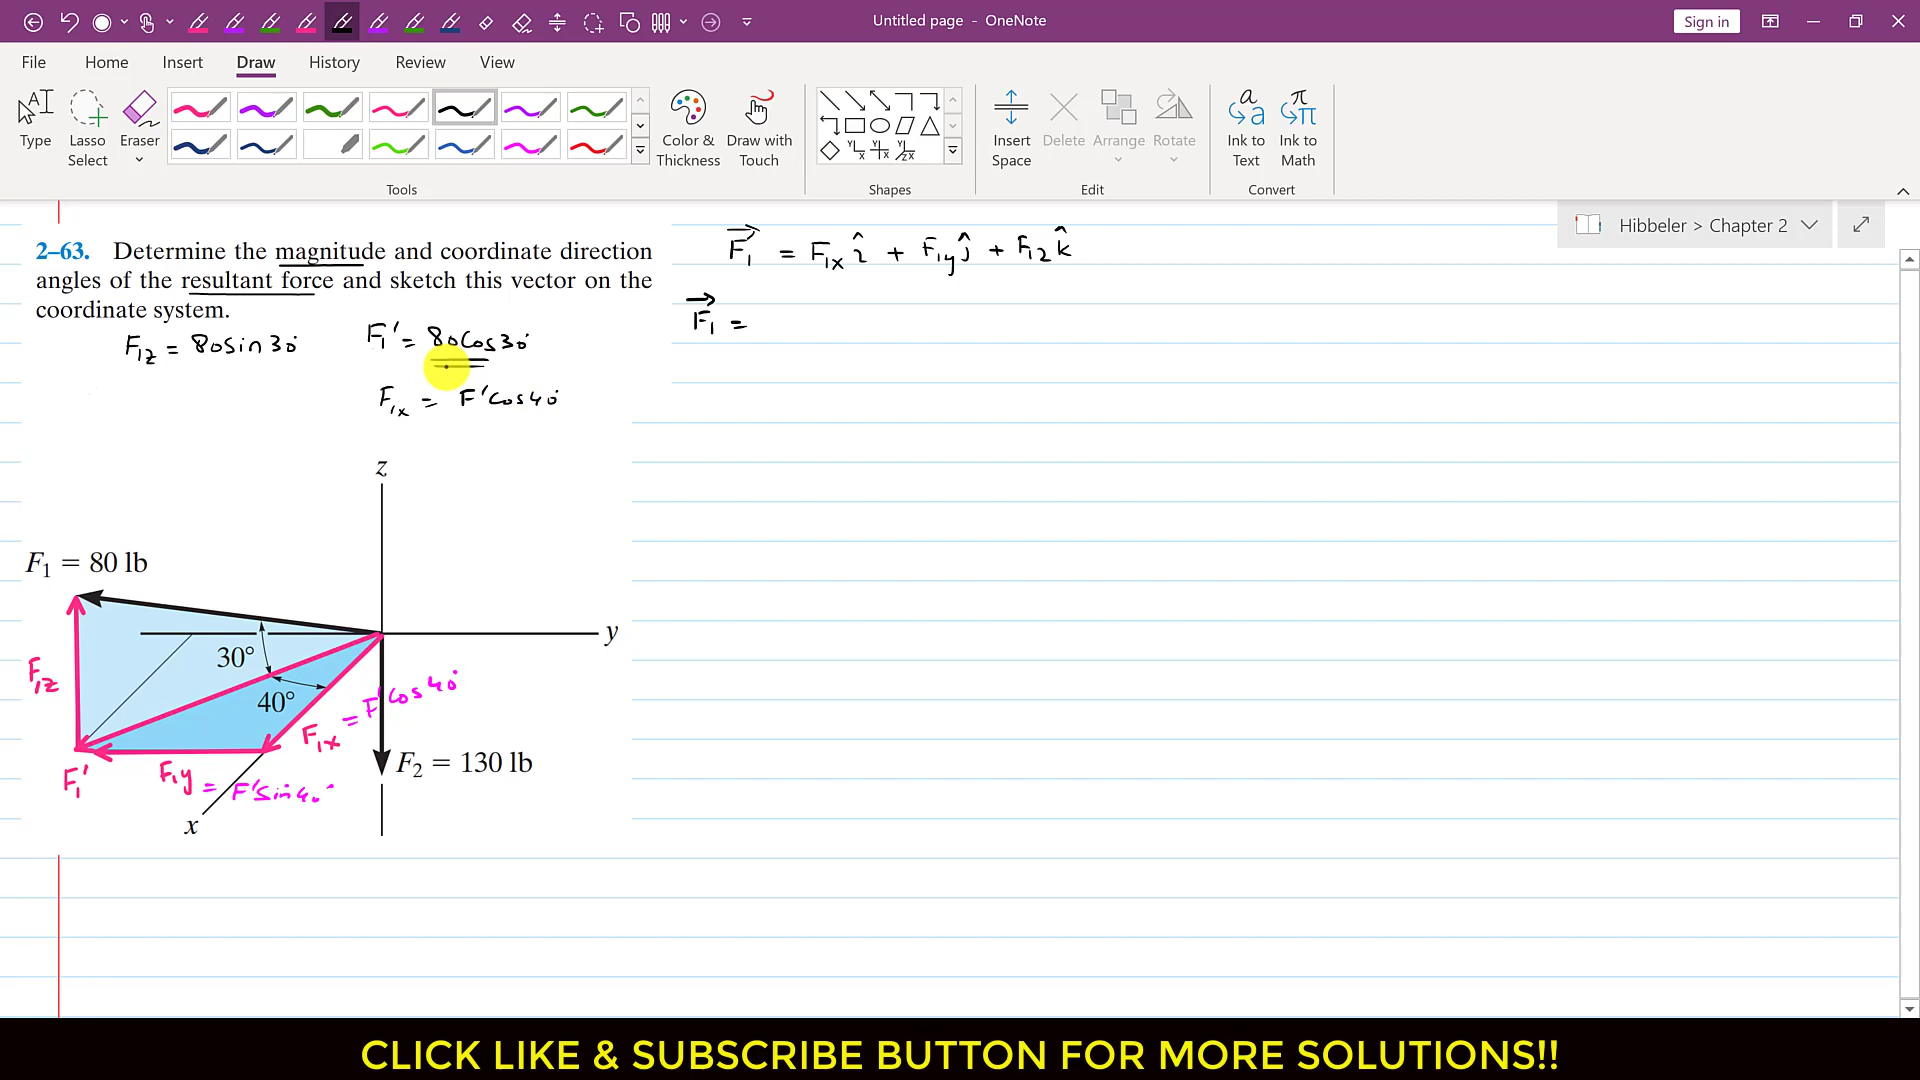 Untitled page - OneNote
Sign in
File Home Insert Draw History Review View
Type
Lasso Select
Eraser
Color & Thickness
Draw with Touch
Insert Space
Delete
Arrange
Rotate
Ink to Text
Ink to Math
Tools
Shapes
Edit
Convert
Hibbeler > Chapter 2
2–63. Determine the magnitude and coordinate direction
angles of the resultant force and sketch this vector on the
coordinate system.
F₁z = 80sin30°
F₁' = 80cos30°
F₁x = F'cos40°
F⃗₁ = F₁x î + F₁y ĵ + F₁z k̂
F⃗₁ =
z
F₁ = 80 lb
y
30°
40°
F₁z
F₁x = F'cos40°
F₂ = 130 lb
F₁'
F₁y = F'sin40°
x
CLICK LIKE & SUBSCRIBE BUTTON FOR MORE SOLUTIONS!!